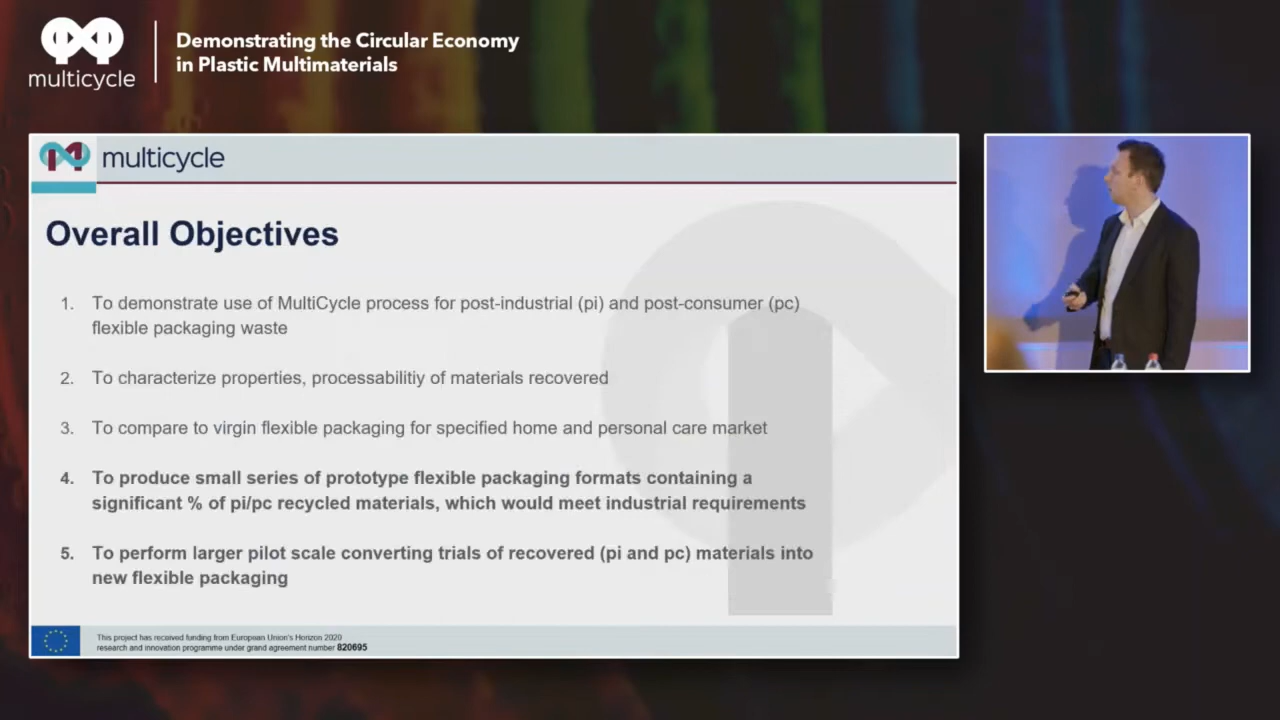 multicycle
Demonstrating the Circular Economy
in Plastic Multimaterials
multicycle
Overall Objectives
1. To demonstrate use of MultiCycle process for post-industrial (pi) and post-consumer (pc)
flexible packaging waste
2. To characterize properties, processabilitiy of materials recovered
3. To compare to virgin flexible packaging for specified home and personal care market
4. To produce small series of prototype flexible packaging formats containing a
significant % of pi/pc recycled materials, which would meet industrial requirements
5. To perform larger pilot scale converting trials of recovered (pi and pc) materials into
new flexible packaging
This project has received funding from European Union's Horizon 2020
research and innovation programme under grand agreement number 820695